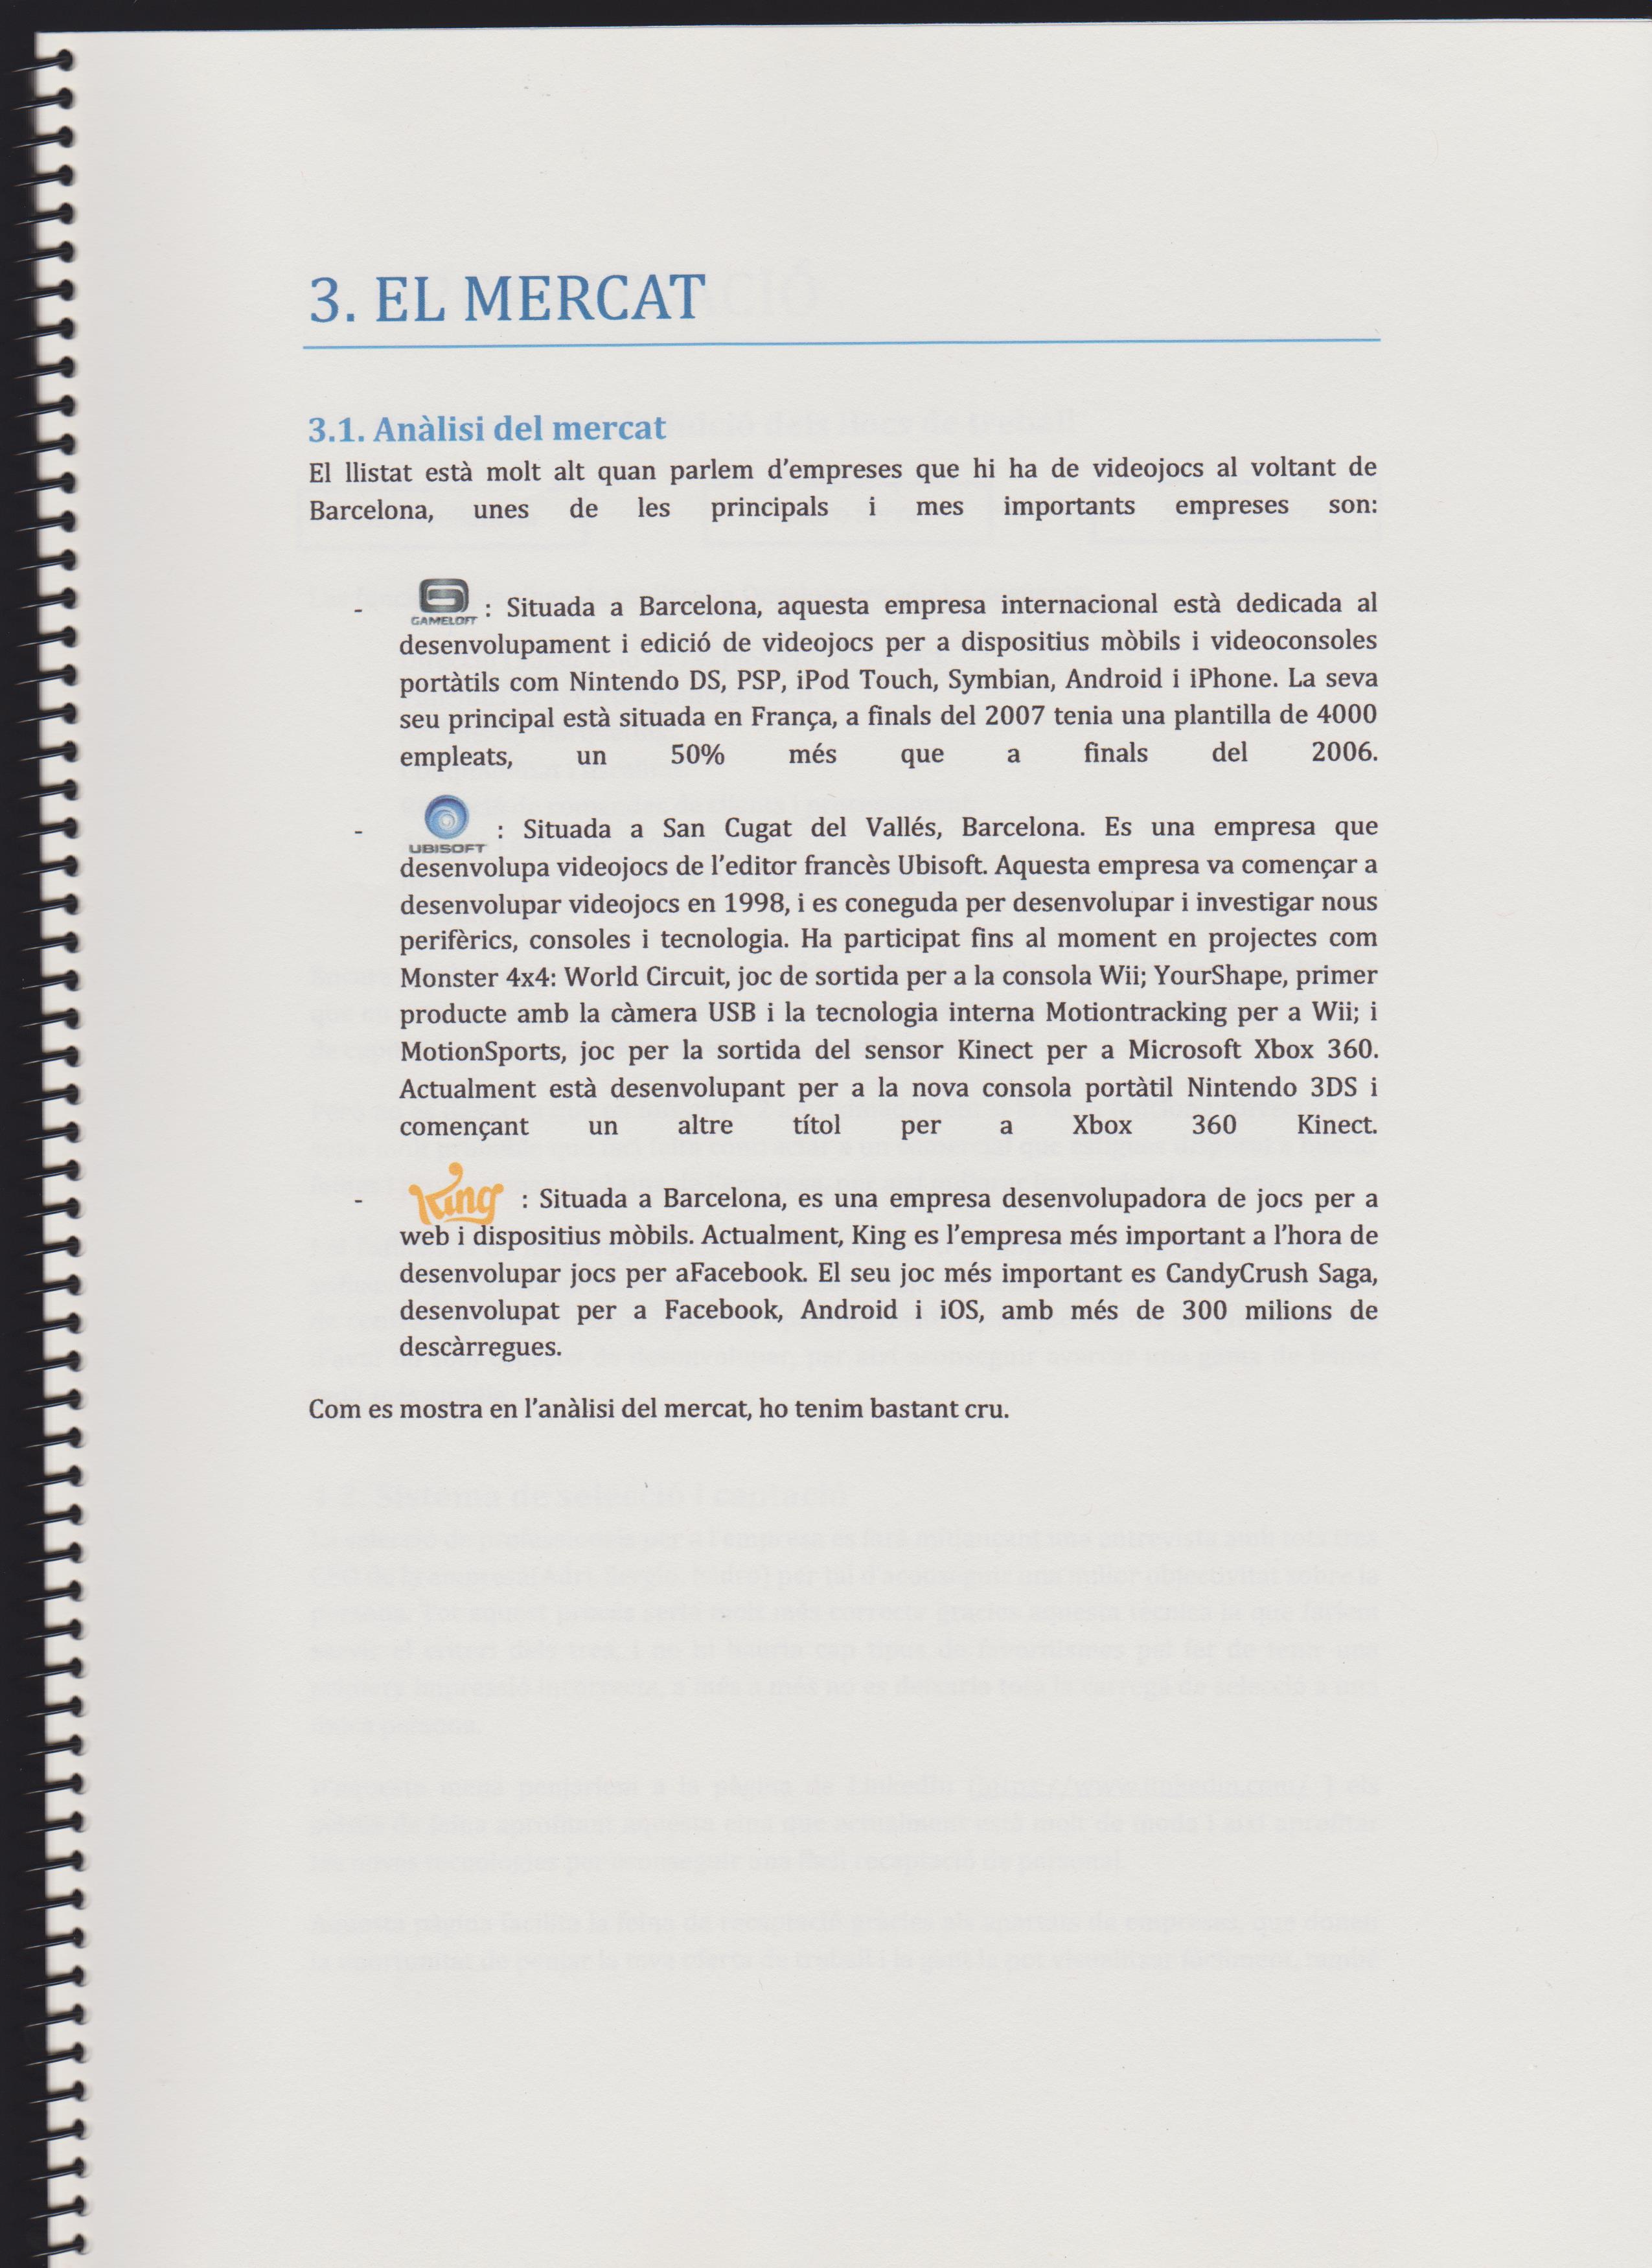 3. EL MERCAT
3.1. Anàlisi del mercat
El llistat està molt alt quan parlem d'empreses que hi ha de videojocs al voltant de
Barcelona, unes de les principals i mes importants empreses son:
- GAMELOFT : Situada a Barcelona, aquesta empresa internacional està dedicada al
desenvolupament i edició de videojocs per a dispositius mòbils i videoconsoles
portàtils com Nintendo DS, PSP, iPod Touch, Symbian, Android i iPhone. La seva
seu principal està situada en França, a finals del 2007 tenia una plantilla de 4000
empleats, un 50% més que a finals del 2006.
- UBISOFT : Situada a San Cugat del Vallés, Barcelona. Es una empresa que
desenvolupa videojocs de l'editor francès Ubisoft. Aquesta empresa va començar a
desenvolupar videojocs en 1998, i es coneguda per desenvolupar i investigar nous
perifèrics, consoles i tecnologia. Ha participat fins al moment en projectes com
Monster 4x4: World Circuit, joc de sortida per a la consola Wii; YourShape, primer
producte amb la càmera USB i la tecnologia interna Motiontracking per a Wii; i
MotionSports, joc per la sortida del sensor Kinect per a Microsoft Xbox 360.
Actualment està desenvolupant per a la nova consola portàtil Nintendo 3DS i
començant un altre títol per a Xbox 360 Kinect.
- King : Situada a Barcelona, es una empresa desenvolupadora de jocs per a
web i dispositius mòbils. Actualment, King es l'empresa més important a l'hora de
desenvolupar jocs per aFacebook. El seu joc més important es CandyCrush Saga,
desenvolupat per a Facebook, Android i iOS, amb més de 300 milions de
descàrregues.
Com es mostra en l'anàlisi del mercat, ho tenim bastant cru.